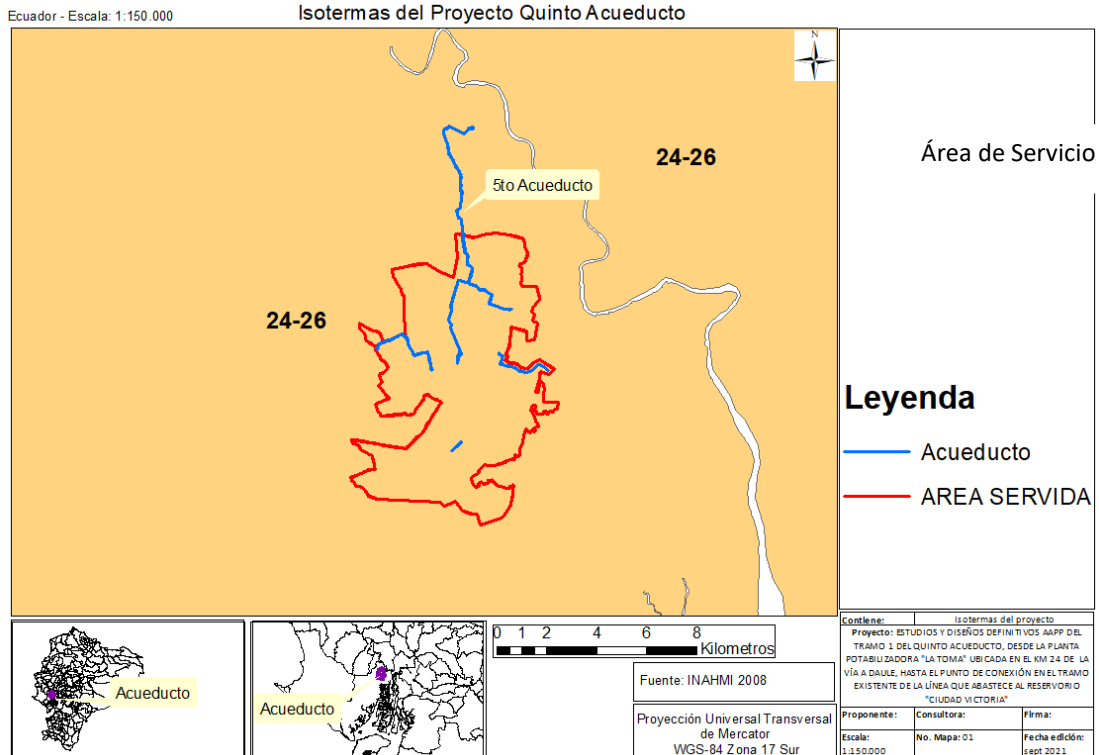 Ecuador - Escala: 1:150.000
Isotermas del Proyecto Quinto Acueducto
N
24-26
5to Acueducto
24-26
Área de Servicio
Leyenda
Acueducto
AREA SERVIDA
Acueducto
Acueducto
0 1 2 4 6 8
Kilometros
Fuente: INAHMI 2008
Proyección Universal Transversal
de Mercator
WGS-84 Zona 17 Sur
Contiene: Isotermas del proyecto
Proyecto: ESTUDIOS Y DISEÑOS DEFINITIVOS AAPP DEL
TRAMO 1 DEL QUINTO ACUEDUCTO, DESDE LA PLANTA
POTABILIZADORA "LA TOMA" UBICADA EN EL KM 24 DE LA
VÍA A DAULE, HASTA EL PUNTO DE CONEXIÓN EN EL TRAMO
EXISTENTE DE LA LÍNEA QUE ABASTECE AL RESERVORIO
"CIUDAD VICTORIA"
Proponente: Consultora: Firma:
Escala: No. Mapa: 01 Fecha edición:
1:150.000 sept 2021